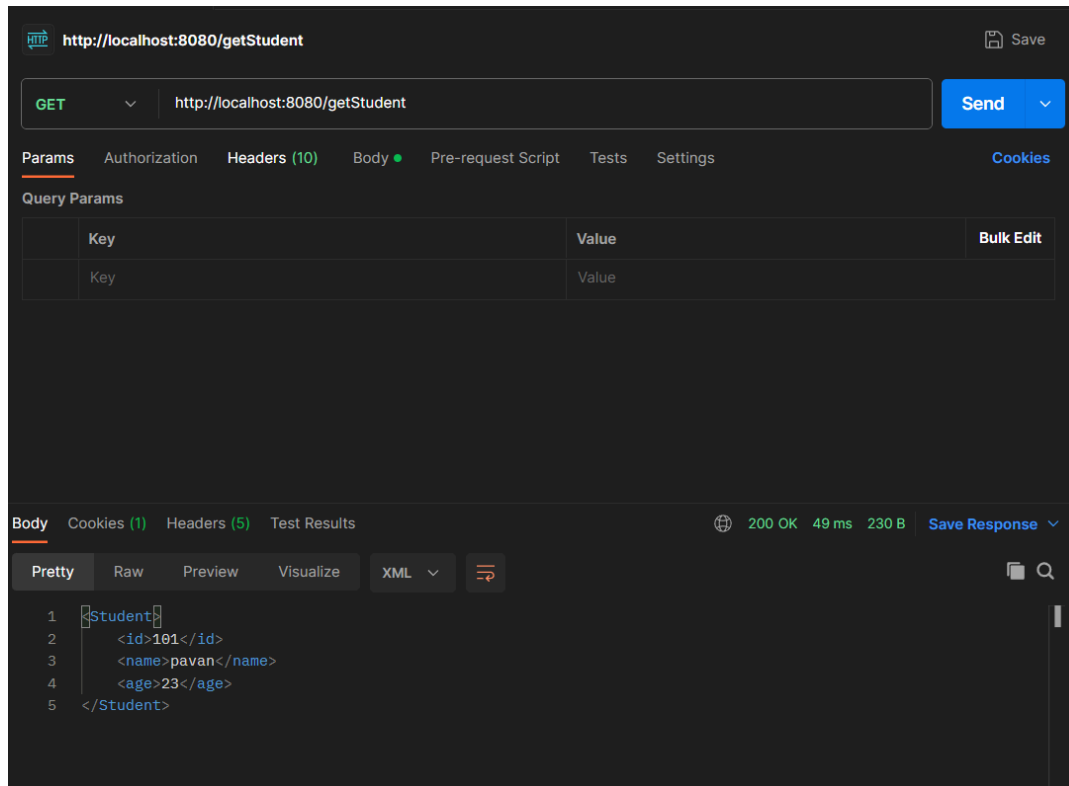 HTTP http://localhost:8080/getStudent Save
GET http://localhost:8080/getStudent Send
Params Authorization Headers (10) Body Pre-request Script Tests Settings Cookies
Query Params
Key Value Bulk Edit
Key Value
Body Cookies (1) Headers (5) Test Results 200 OK 49 ms 230 B Save Response
Pretty Raw Preview Visualize XML
1 <Student>
2 <id>101</id>
3 <name>pavan</name>
4 <age>23</age>
5 </Student>